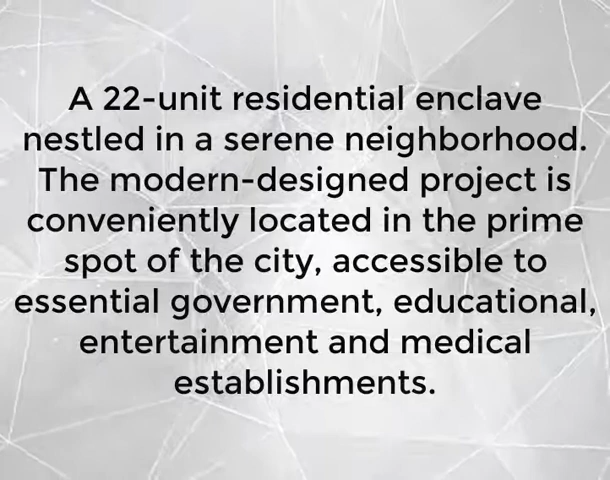 A 22-unit residential enclave
nestled in a serene neighborhood.
The modern-designed project is
conveniently located in the prime
spot of the city, accessible to
essential government, educational,
entertainment and medical
establishments.